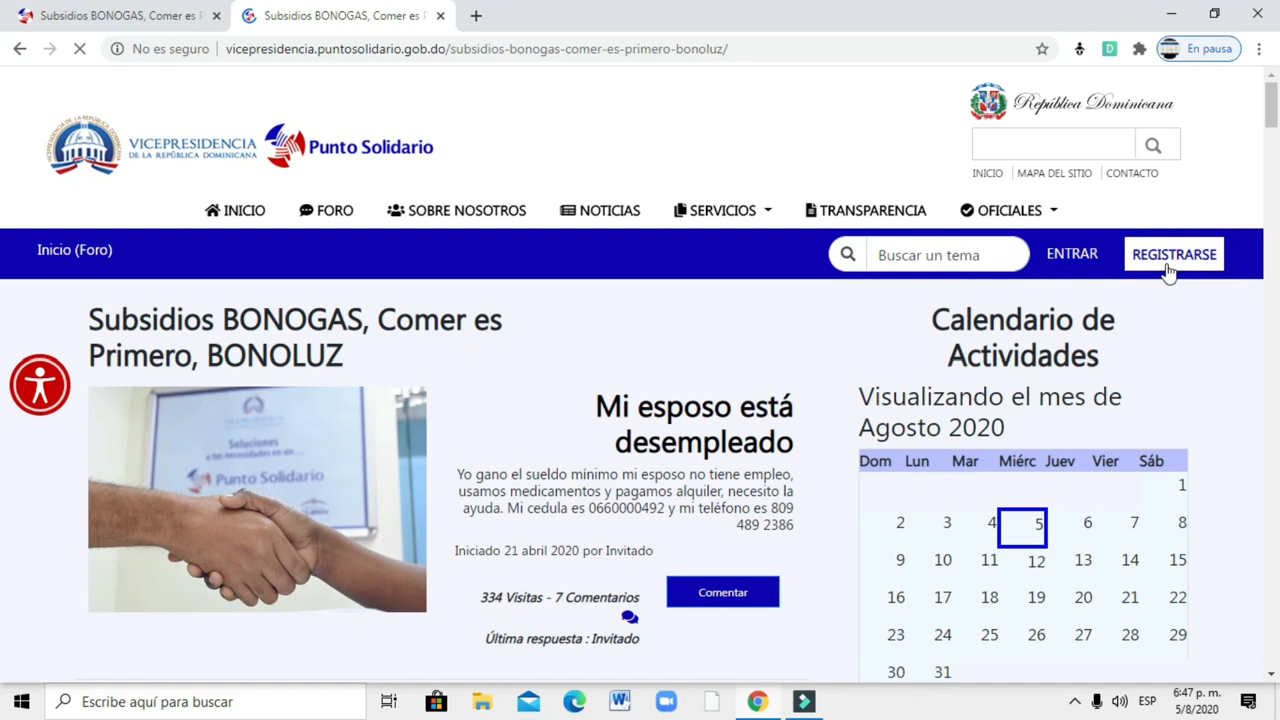 Subsidios BONOGAS, Comer es P
Subsidios BONOGAS, Comer es P
No es seguro
vicepresidencia.puntosolidario.gob.do/subsidios-bonogas-comer-es-primero-bonoluz/
En pausa
República Dominicana
VICEPRESIDENCIA
DE LA REPÚBLICA DOMINICANA
Punto Solidario
INICIO
MAPA DEL SITIO
CONTACTO
INICIO
FORO
SOBRE NOSOTROS
NOTICIAS
SERVICIOS
TRANSPARENCIA
OFICIALES
Inicio (Foro)
Buscar un tema
ENTRAR
REGISTRARSE
Subsidios BONOGAS, Comer es
Primero, BONOLUZ
Soluciones
a tus necesidades en un...
Punto Solidario
Mi esposo está
desempleado
Yo gano el sueldo mínimo mi esposo no tiene empleo,
usamos medicamentos y pagamos alquiler, necesito la
ayuda. Mi cedula es 0660000492 y mi teléfono es 809
489 2386
Iniciado 21 abril 2020 por Invitado
334 Visitas - 7 Comentarios
Comentar
Última respuesta : Invitado
Calendario de
Actividades
Visualizando el mes de
Agosto 2020
Dom Lun Mar Miérc Juev Vier Sáb
1
2 3 4 5 6 7 8
9 10 11 12 13 14 15
16 17 18 19 20 21 22
23 24 25 26 27 28 29
30 31
Escribe aquí para buscar
ESP
6:47 p. m.
5/8/2020